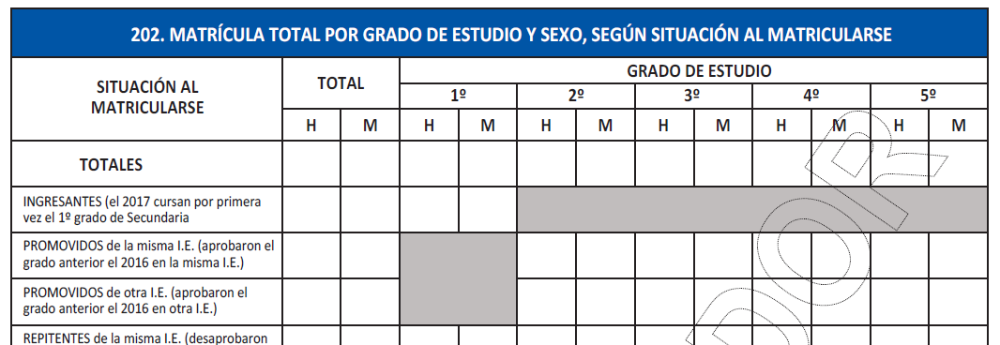 202. MATRÍCULA TOTAL POR GRADO DE ESTUDIO Y SEXO, SEGÚN SITUACIÓN AL MATRICULARSE
SITUACIÓN AL
MATRICULARSE
TOTAL
GRADO DE ESTUDIO
1º 2º 3º 4º 5º
H M H M H M H M H M H M
TOTALES
INGRESANTES (el 2017 cursan por primera
vez el 1º grado de Secundaria
PROMOVIDOS de la misma I.E. (aprobaron el
grado anterior el 2016 en la misma I.E.)
PROMOVIDOS de otra I.E. (aprobaron el
grado anterior el 2016 en otra I.E.)
REPITENTES de la misma I.E. (desaprobaron
DOR